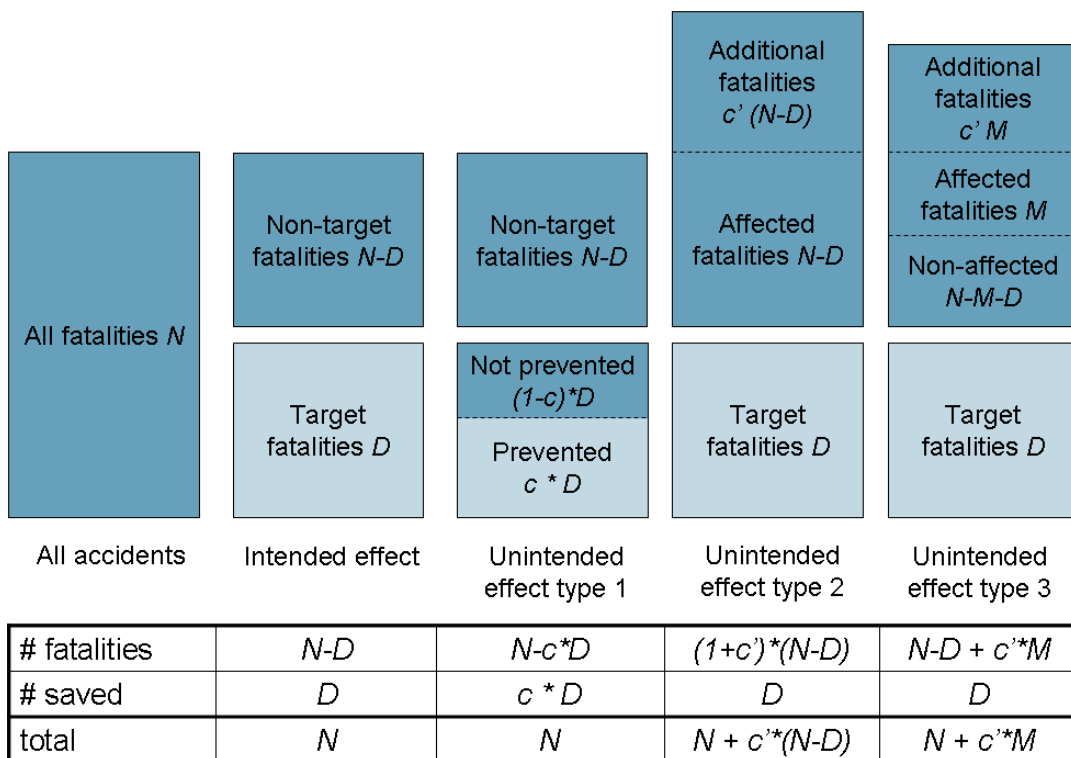 All fatalities N
Non-target
fatalities N-D
Target
fatalities D
Non-target
fatalities N-D
Not prevented
(1-c)*D
Prevented
c * D
Additional
fatalities
c’ (N-D)
Affected
fatalities N-D
Target
fatalities D
Additional
fatalities
c’ M
Affected
fatalities M
Non-affected
N-M-D
Target
fatalities D
All accidents
Intended effect
Unintended
effect type 1
Unintended
effect type 2
Unintended
effect type 3
# fatalities N-D N-c*D (1+c’)*(N-D) N-D + c’*M
# saved D c * D D D
total N N N + c’*(N-D) N + c’*M